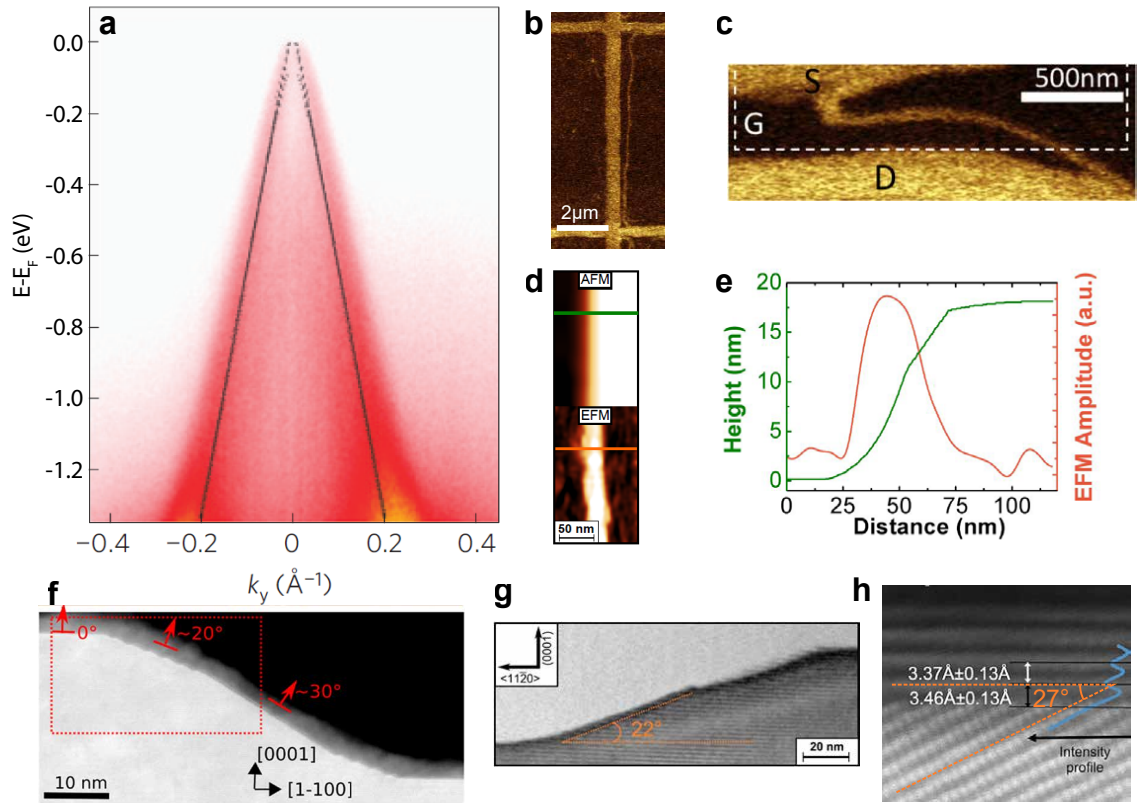 a
0.0
-0.2
-0.4
-0.6
-0.8
-1.0
-1.2
E-E_F (eV)
−0.4 −0.2 0 0.2 0.4
k_y (Å⁻¹)
b
2µm
c
S
500nm
G
D
d
AFM
EFM
50 nm
e
20
15
10
5
0
Height (nm)
0 25 50 75 100
Distance (nm)
EFM Amplitude (a.u.)
f
0°
~20°
~30°
[0001]
[1-100]
10 nm
g
(0001)
<112̄0>
22°
20 nm
h
3.37Å±0.13Å
3.46Å±0.13Å
27°
Intensity
profile